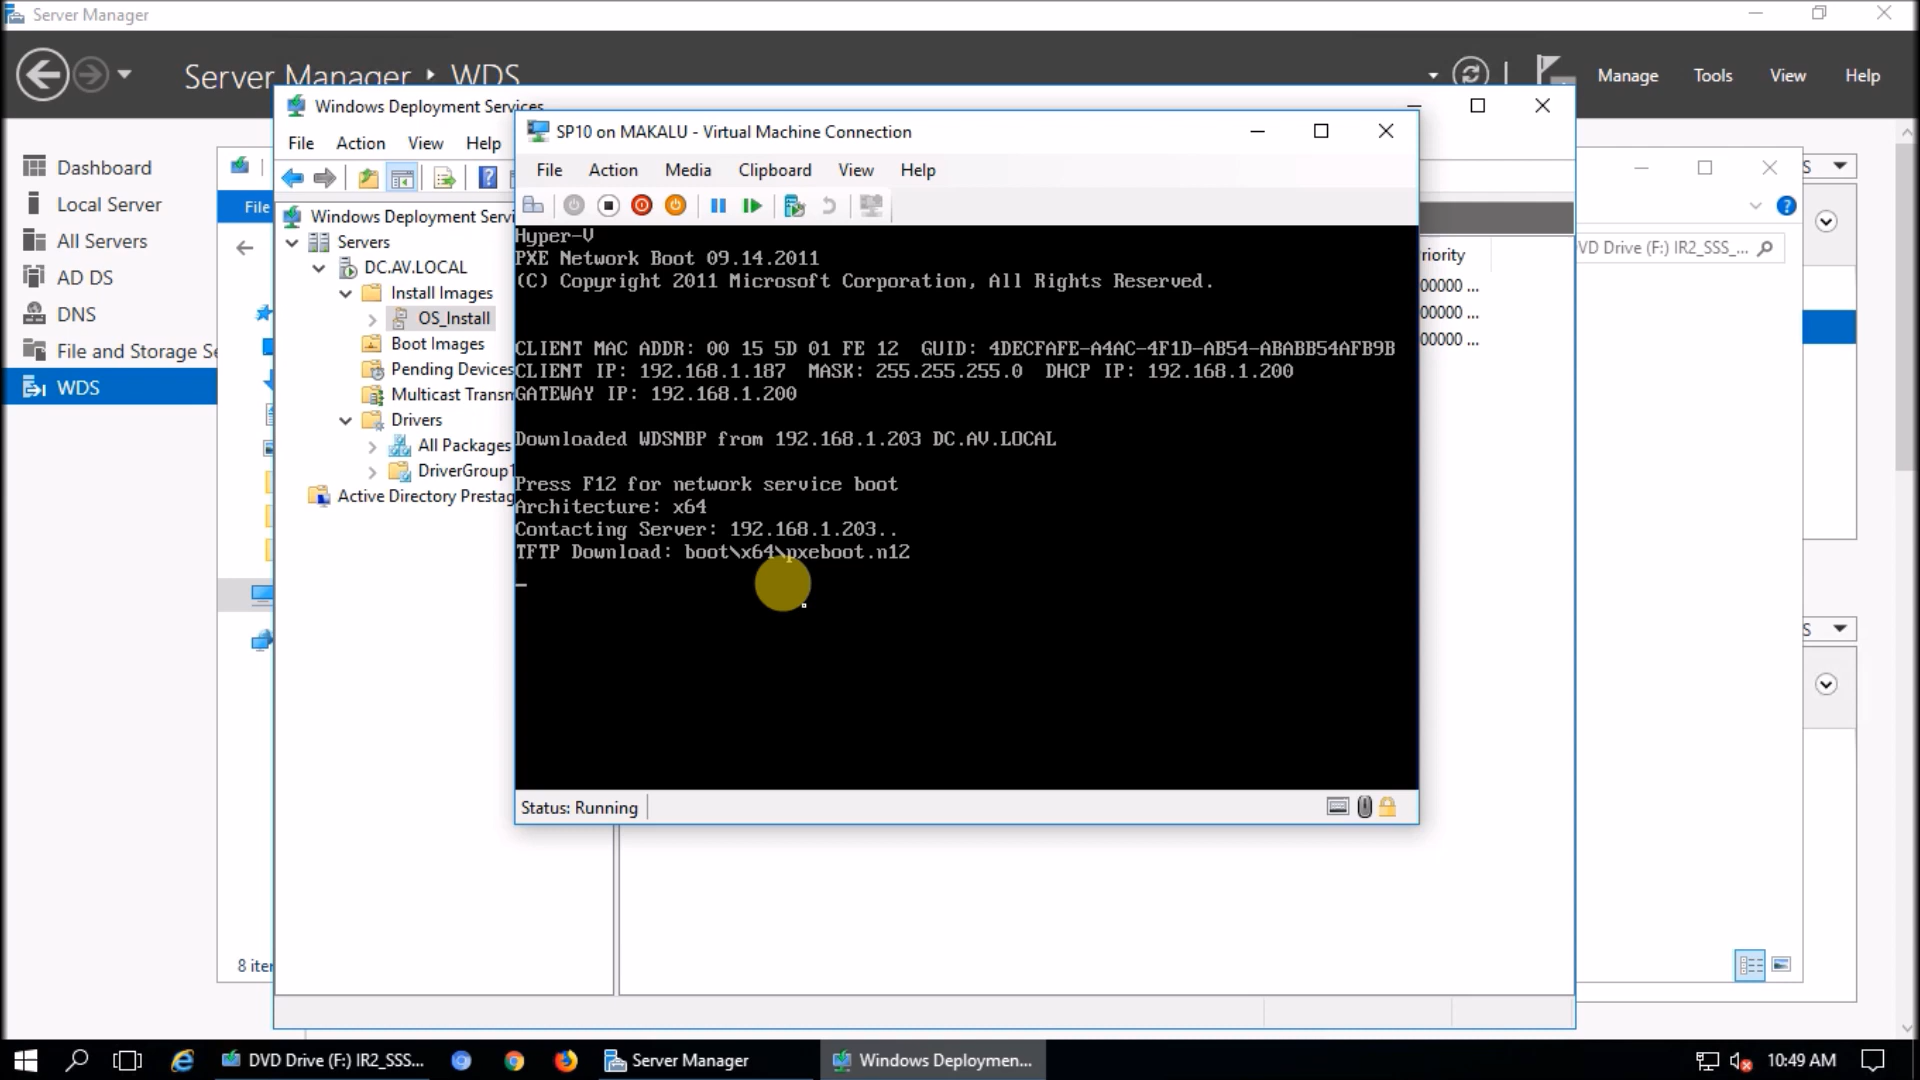 Server Manager
Server Manager ▸ WDS
Manage Tools View Help
Windows Deployment Services
File Action View Help
SP10 on MAKALU - Virtual Machine Connection
File Action Media Clipboard View Help
Dashboard
Local Server
All Servers
AD DS
DNS
File and Storage Se
WDS
File
8 iter
Windows Deployment Servi
Servers
DC.AV.LOCAL
Install Images
OS_Install
Boot Images
Pending Devices
Multicast Transm
Drivers
All Packages
DriverGroup1
Active Directory Prestag
Hyper-V
PXE Network Boot 09.14.2011
(C) Copyright 2011 Microsoft Corporation, All Rights Reserved.
CLIENT MAC ADDR: 00 15 5D 01 FE 12 GUID: 4DECFAFE-A4AC-4F1D-AB54-ABABB54AFB9B
CLIENT IP: 192.168.1.187 MASK: 255.255.255.0 DHCP IP: 192.168.1.200
GATEWAY IP: 192.168.1.200
Downloaded WDSNBP from 192.168.1.203 DC.AV.LOCAL
Press F12 for network service boot
Architecture: x64
Contacting Server: 192.168.1.203..
TFTP Download: boot\x64\pxeboot.n12
Status: Running
riority
00000 ...
00000 ...
00000 ...
S
VD Drive (F:) IR2_SSS_...
S
DVD Drive (F:) IR2_SSS...
Server Manager
Windows Deploymen...
10:49 AM